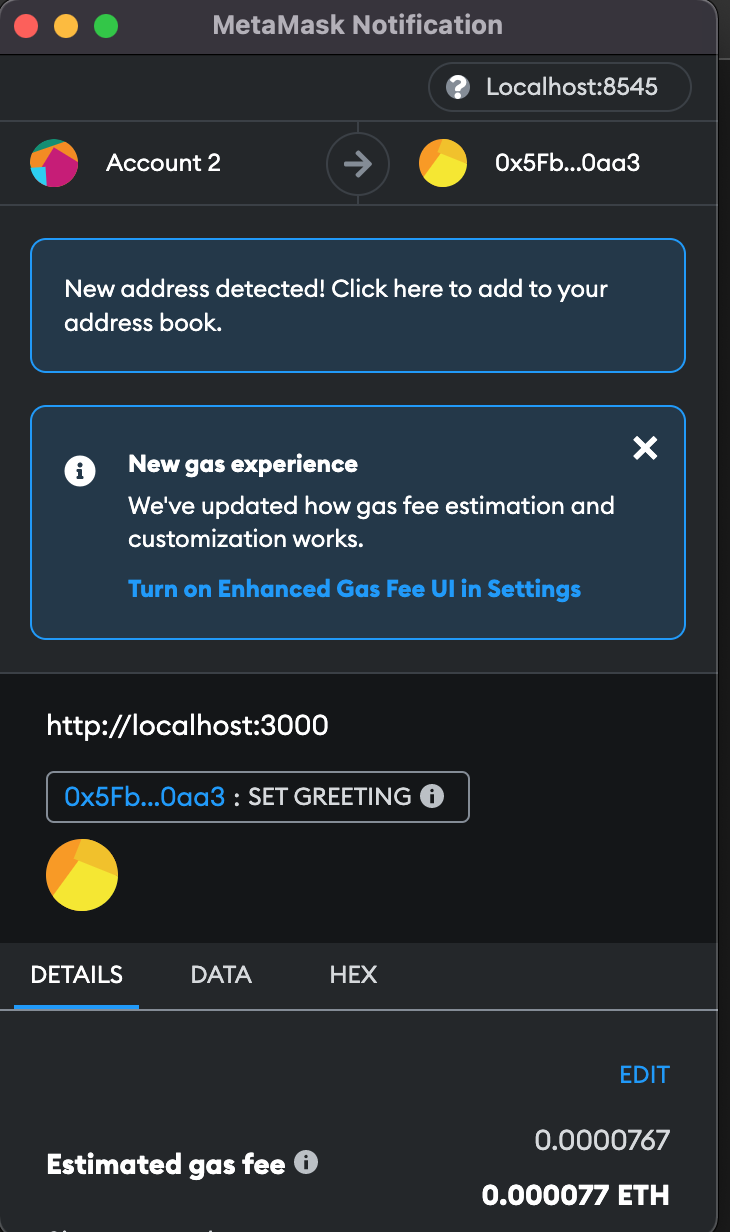 MetaMask Notification
Localhost:8545
Account 2
0x5Fb...0aa3
New address detected! Click here to add to your
address book.
New gas experience
We've updated how gas fee estimation and
customization works.
Turn on Enhanced Gas Fee UI in Settings
http://localhost:3000
0x5Fb...0aa3 : SET GREETING
DETAILS
DATA
HEX
EDIT
0.0000767
Estimated gas fee
0.000077 ETH